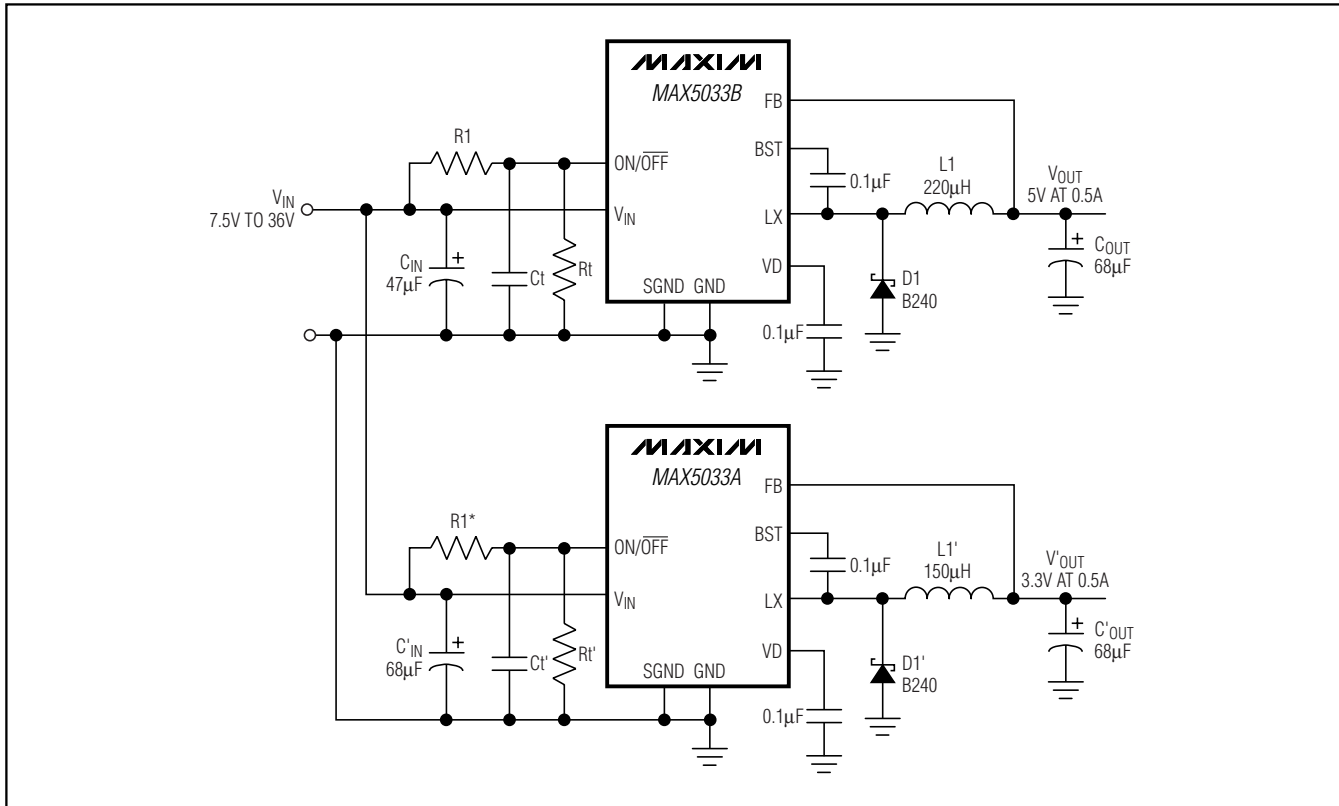 MAXIM
MAX5033B
FB
R1
BST
ON/OFF
L1
220µH
VOUT
5V AT 0.5A
0.1µF
VIN
7.5V TO 36V
VIN
LX
CIN
47µF
+
Ct
Rt
VD
D1
B240
+
COUT
68µF
SGND GND
0.1µF
MAXIM
MAX5033A
FB
R1*
BST
ON/OFF
L1'
150µH
V'OUT
3.3V AT 0.5A
0.1µF
VIN
LX
C'IN
68µF
+
Ct'
Rt'
VD
D1'
B240
+
C'OUT
68µF
SGND GND
0.1µF